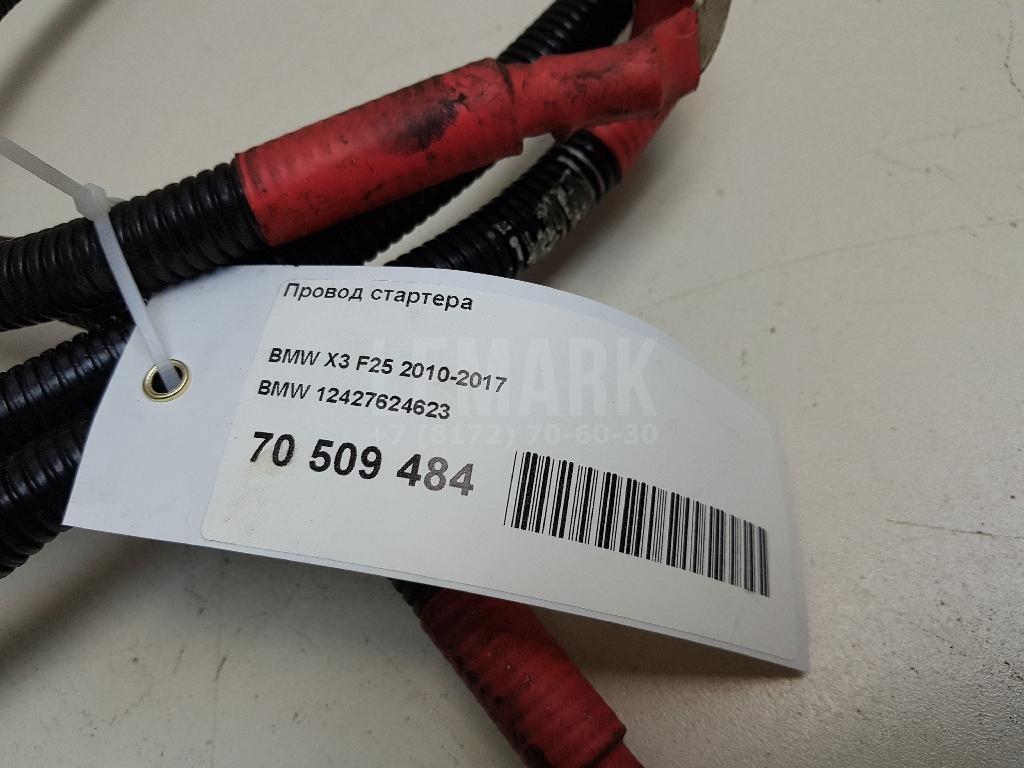 Провод стартера
BMW X3 F25 2010-2017
BMW 12427624623
70 509 484
LEMARK
+7 (8172) 70-60-30